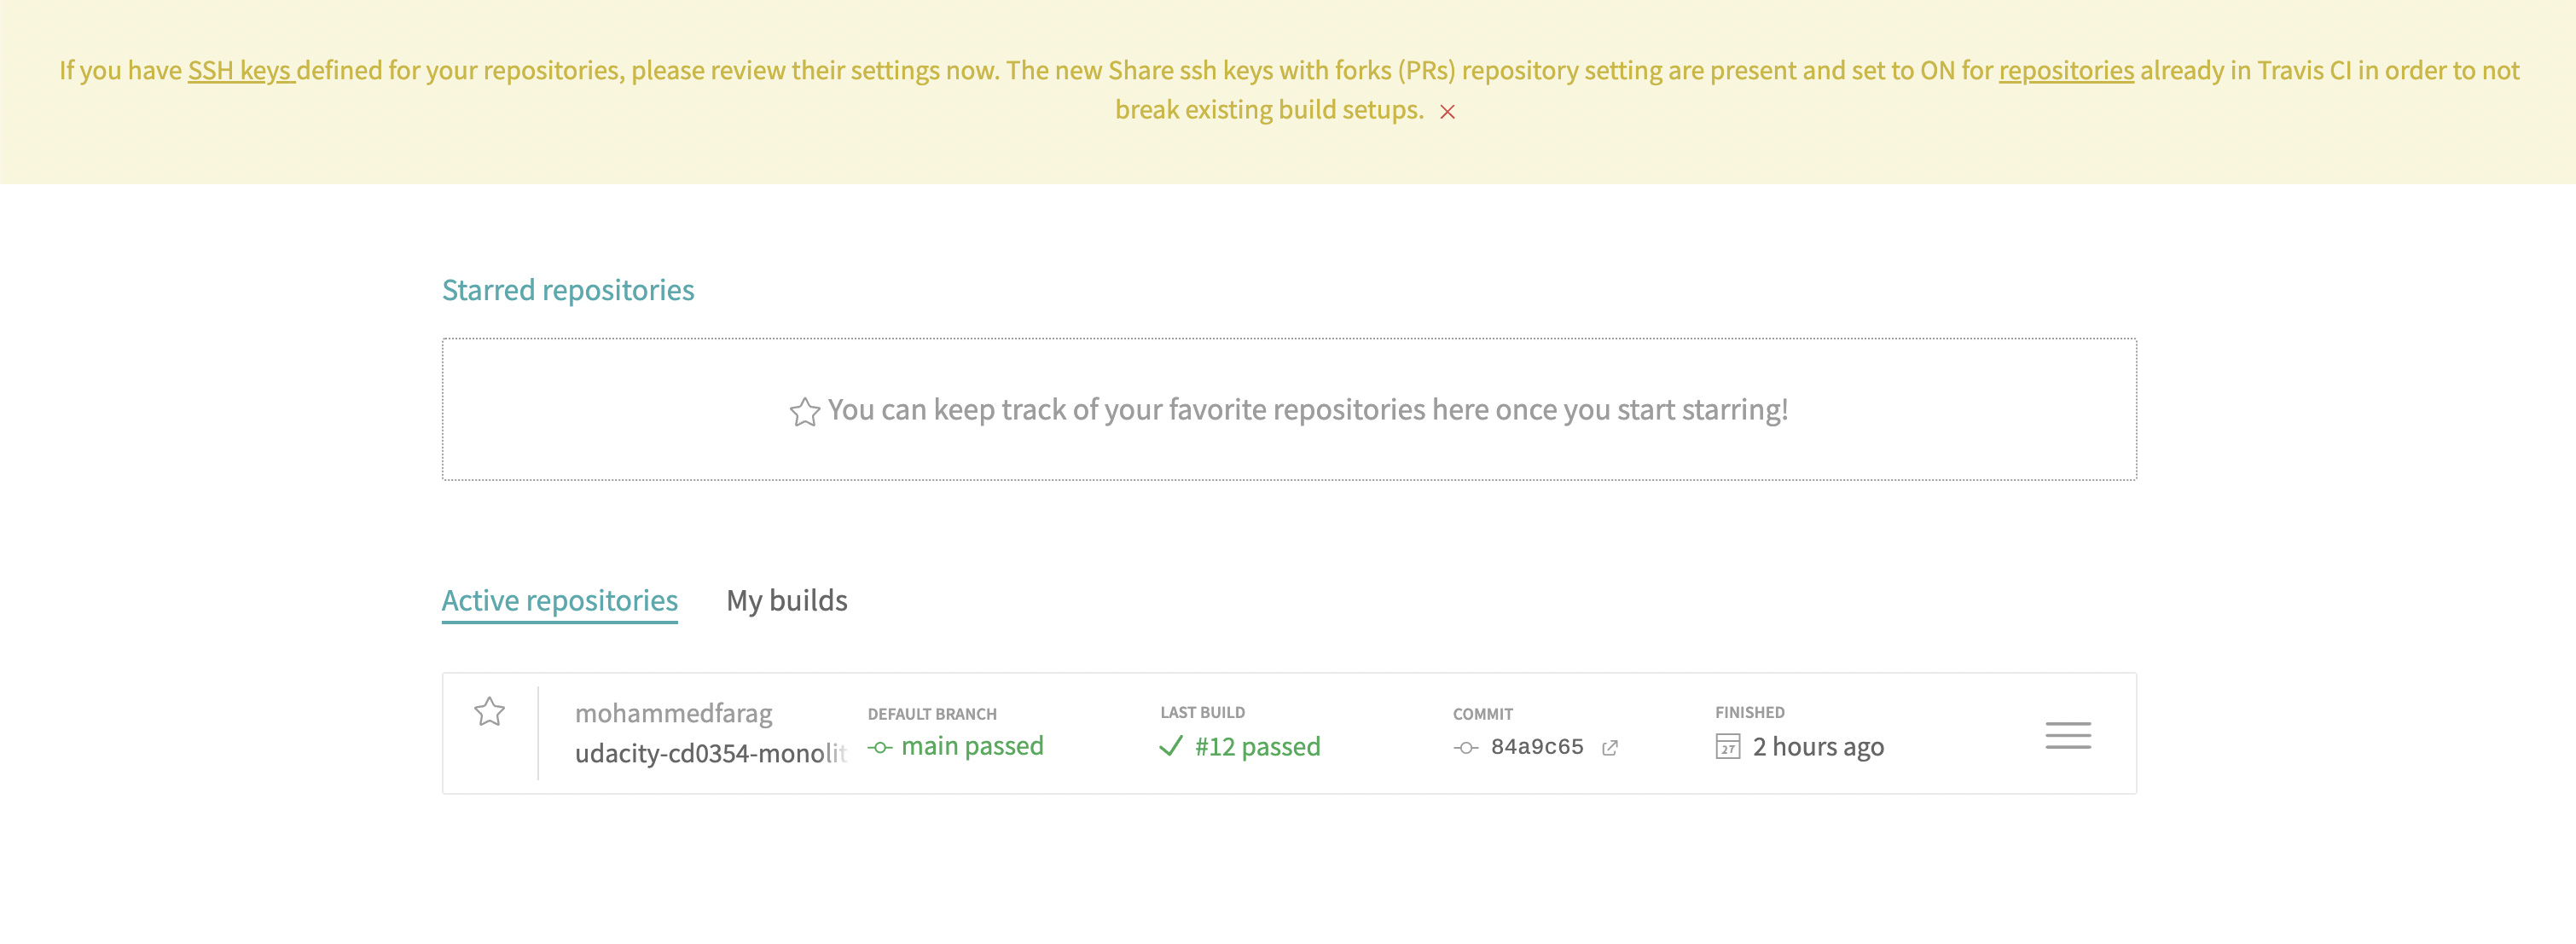 If you have SSH keys defined for your repositories, please review their settings now. The new Share ssh keys with forks (PRs) repository setting are present and set to ON for repositories already in Travis CI in order to not
break existing build setups.
Starred repositories
You can keep track of your favorite repositories here once you start starring!
Active repositories My builds
mohammedfarag DEFAULT BRANCH LAST BUILD COMMIT FINISHED
udacity-cd0354-monolit main passed #12 passed 84a9c65 27 2 hours ago